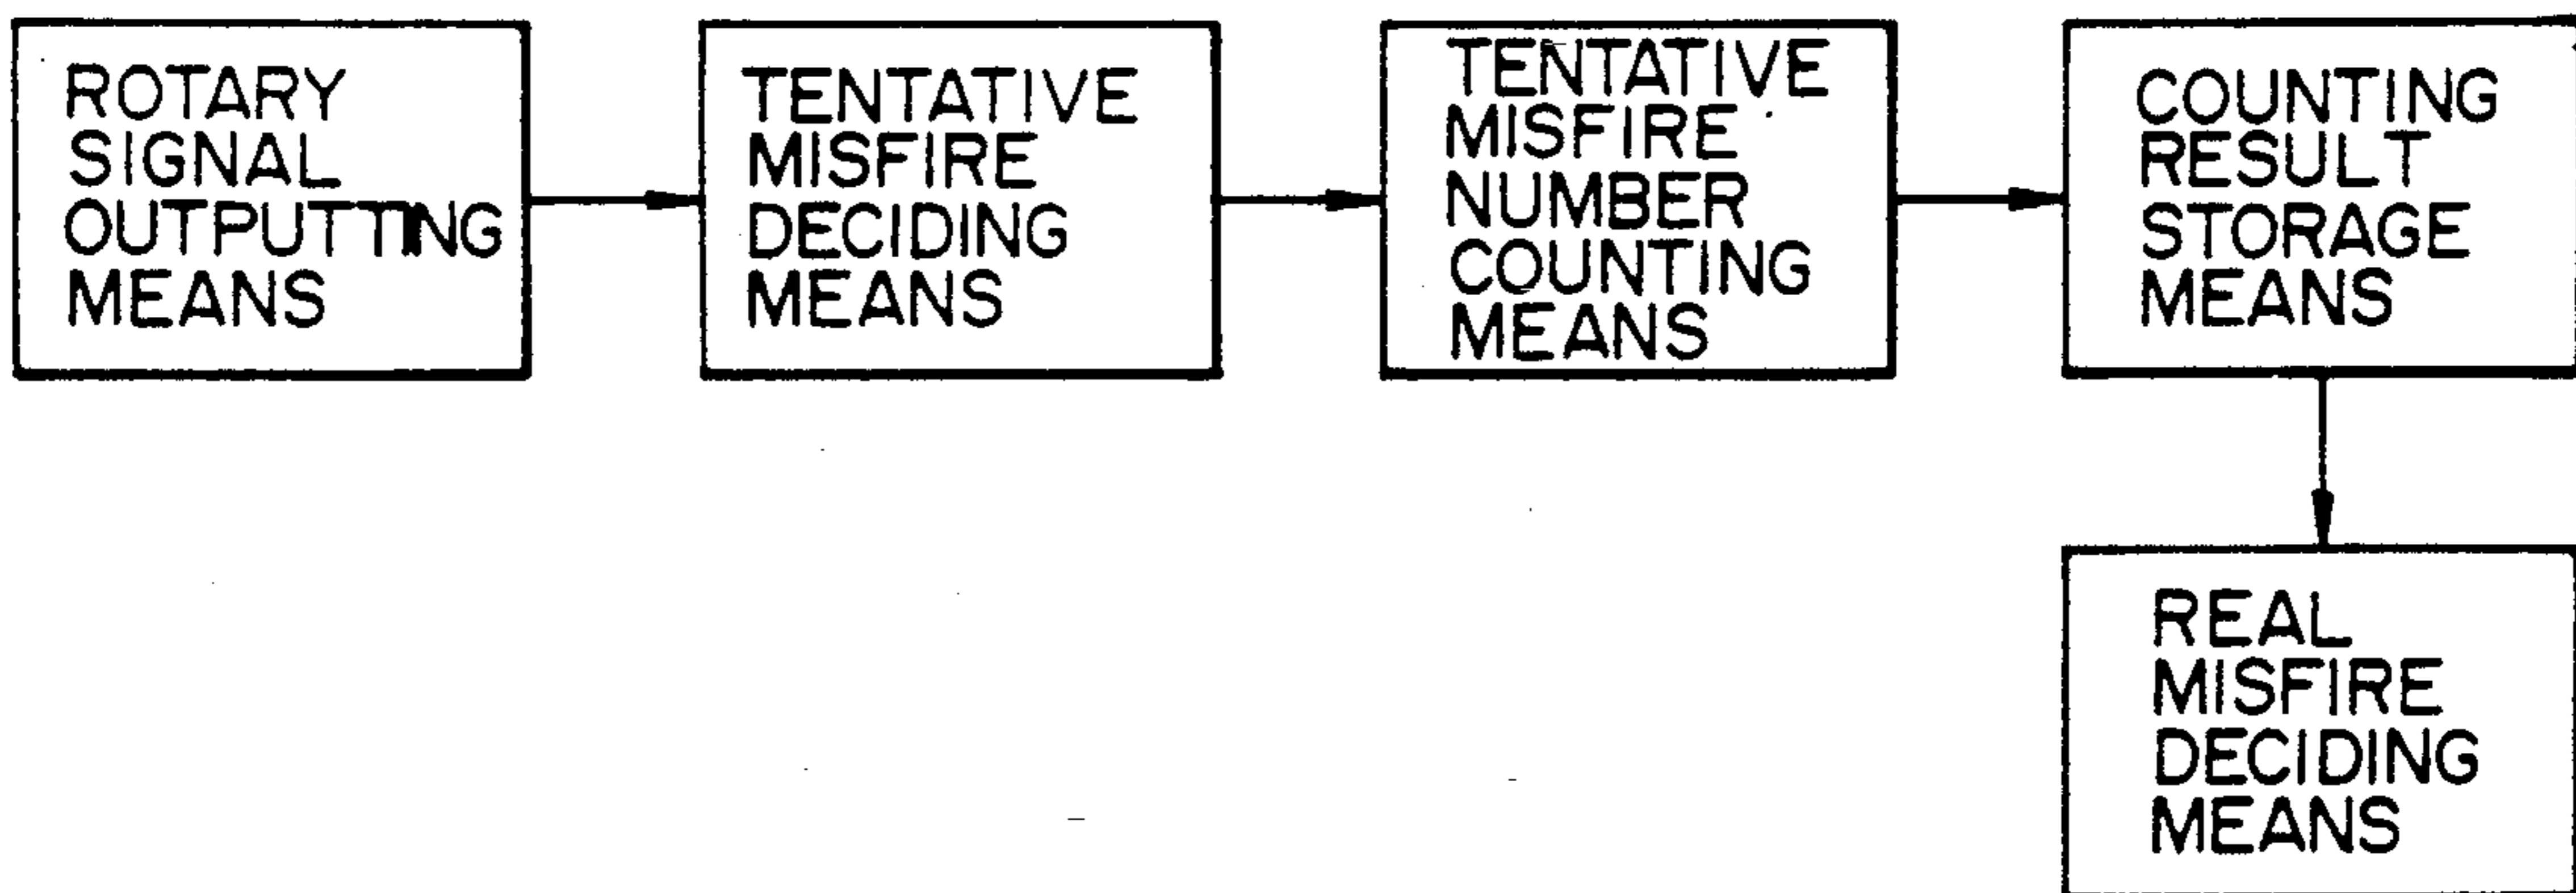 ROTARY
SIGNAL
OUTPUTTING
MEANS
TENTATIVE
MISFIRE
DECIDING
MEANS
TENTATIVE
MISFIRE
NUMBER
COUNTING
MEANS
COUNTING
RESULT
STORAGE
MEANS
REAL
MISFIRE
DECIDING
MEANS